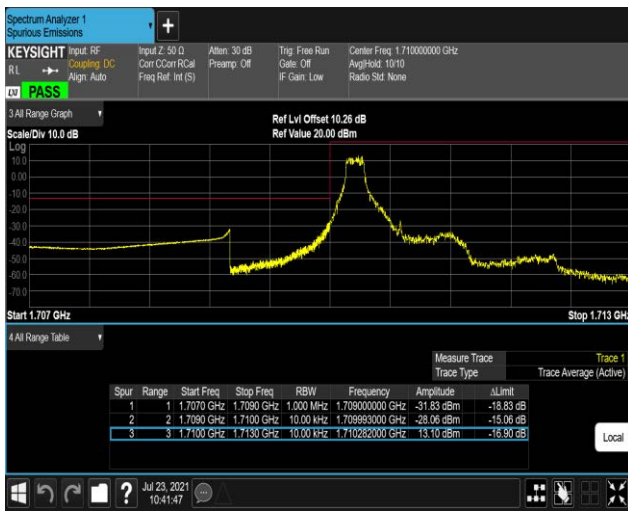 Spectrum Analyzer 1
Spurious Emissions
+
KEYSIGHT
RL
LXI PASS
Input: RF
Coupling: DC
Align: Auto
Input Z: 50 Ω
Corr CCorr RCal
Freq Ref: Int (S)
Atten: 30 dB
Preamp: Off
Trig: Free Run
Gate: Off
IF Gain: Low
Center Freq: 1.710000000 GHz
Avg|Hold: 10/10
Radio Std: None
3 All Range Graph
Scale/Div 10.0 dB
Ref Lvl Offset 10.26 dB
Ref Value 20.00 dBm
Log
10.0
0.00
-10.0
-20.0
-30.0
-40.0
-50.0
-60.0
-70.0
Start 1.707 GHz
Stop 1.713 GHz
4 All Range Table
Measure Trace Trace 1
Trace Type Trace Average (Active)
Spur Range Start Freq Stop Freq RBW Frequency Amplitude ΔLimit
1 1 1.7070 GHz 1.7090 GHz 1.000 MHz 1.709000000 GHz -31.83 dBm -18.83 dB
2 2 1.7090 GHz 1.7100 GHz 10.00 kHz 1.709993000 GHz -28.06 dBm -15.06 dB
3 3 1.7100 GHz 1.7130 GHz 10.00 kHz 1.710282000 GHz 13.10 dBm -16.90 dB
Local
?
Jul 23, 2021
10:41:47